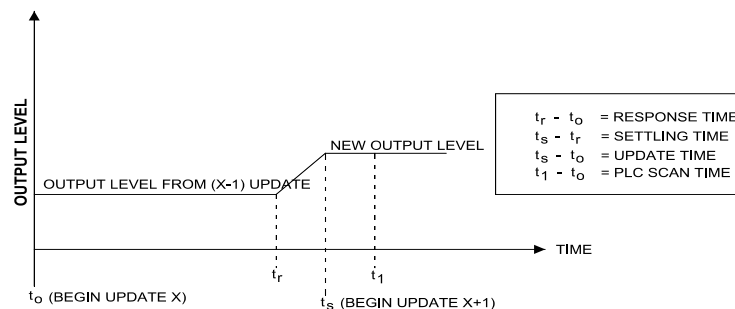 OUTPUT LEVEL
NEW OUTPUT LEVEL
OUTPUT LEVEL FROM (X-1) UPDATE
tr - to = RESPONSE TIME
ts - tr = SETTLING TIME
ts - to = UPDATE TIME
t1 - to = PLC SCAN TIME
TIME
tr
t1
to (BEGIN UPDATE X)
ts (BEGIN UPDATE X+1)